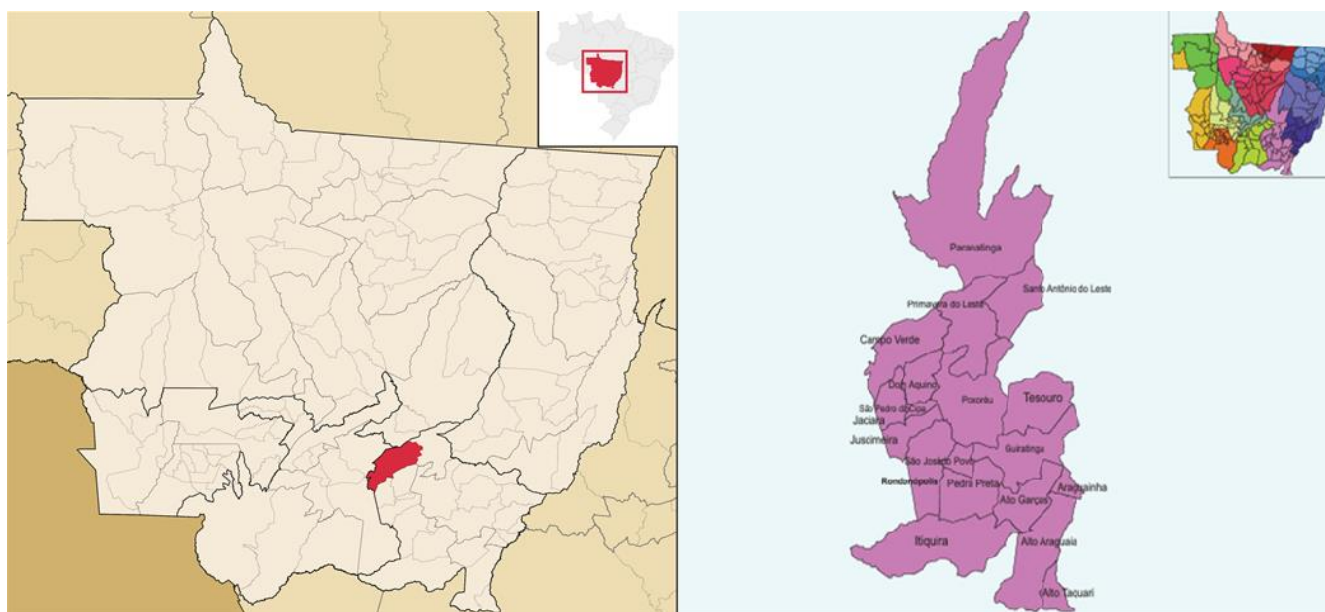 Paranatinga
Santo Antônio do Leste
Primavera do Leste
Campo Verde
Dom Aquino
São Pedro da Cipa
Poxoréu
Tesouro
Jaciara
Juscimeira
Guiratinga
São José do Povo
Rondonópolis
Pedra Preta
Araguainha
Alto Garças
Itiquira
Alto Araguaia
Alto Taquari